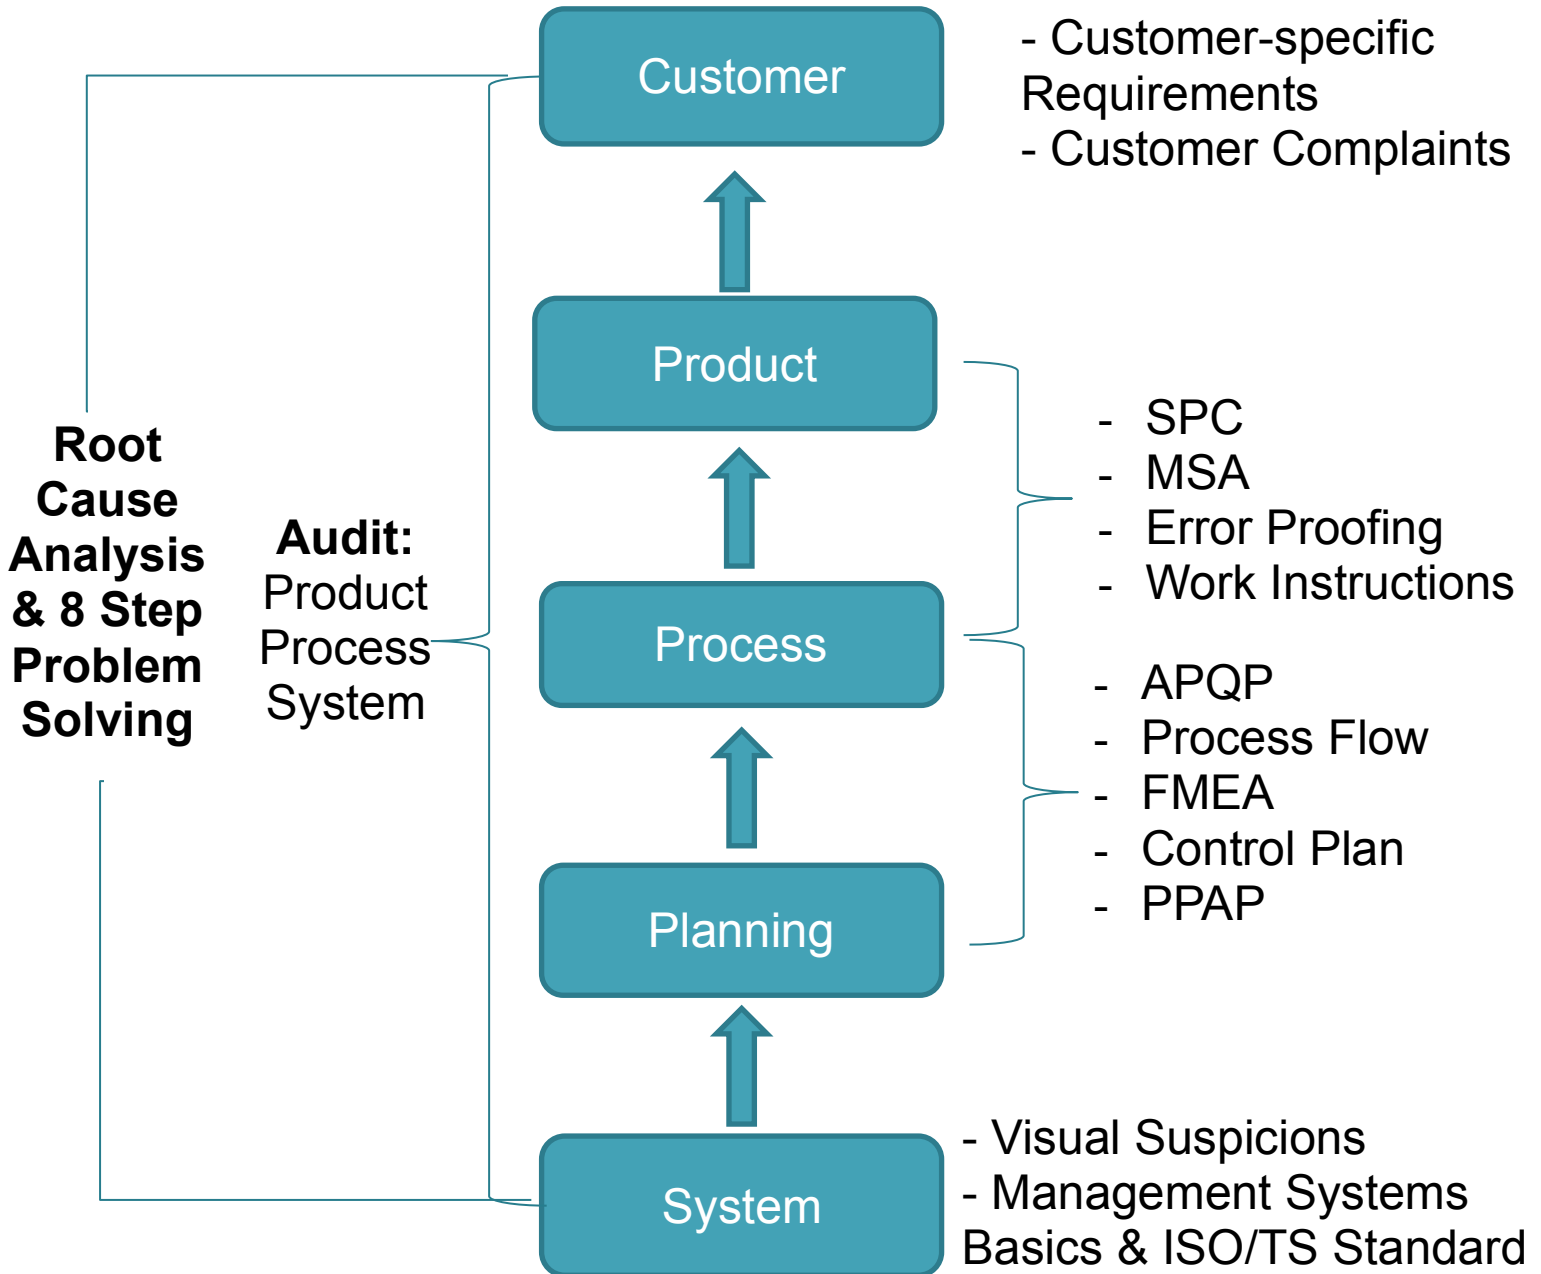 Customer
- Customer-specific
Requirements
- Customer Complaints
Product
- SPC
- MSA
- Error Proofing
- Work Instructions
Root
Cause
Analysis
& 8 Step
Problem
Solving
Audit:
Product
Process
System
Process
- APQP
- Process Flow
- FMEA
- Control Plan
- PPAP
Planning
System
- Visual Suspicions
- Management Systems
Basics & ISO/TS Standard